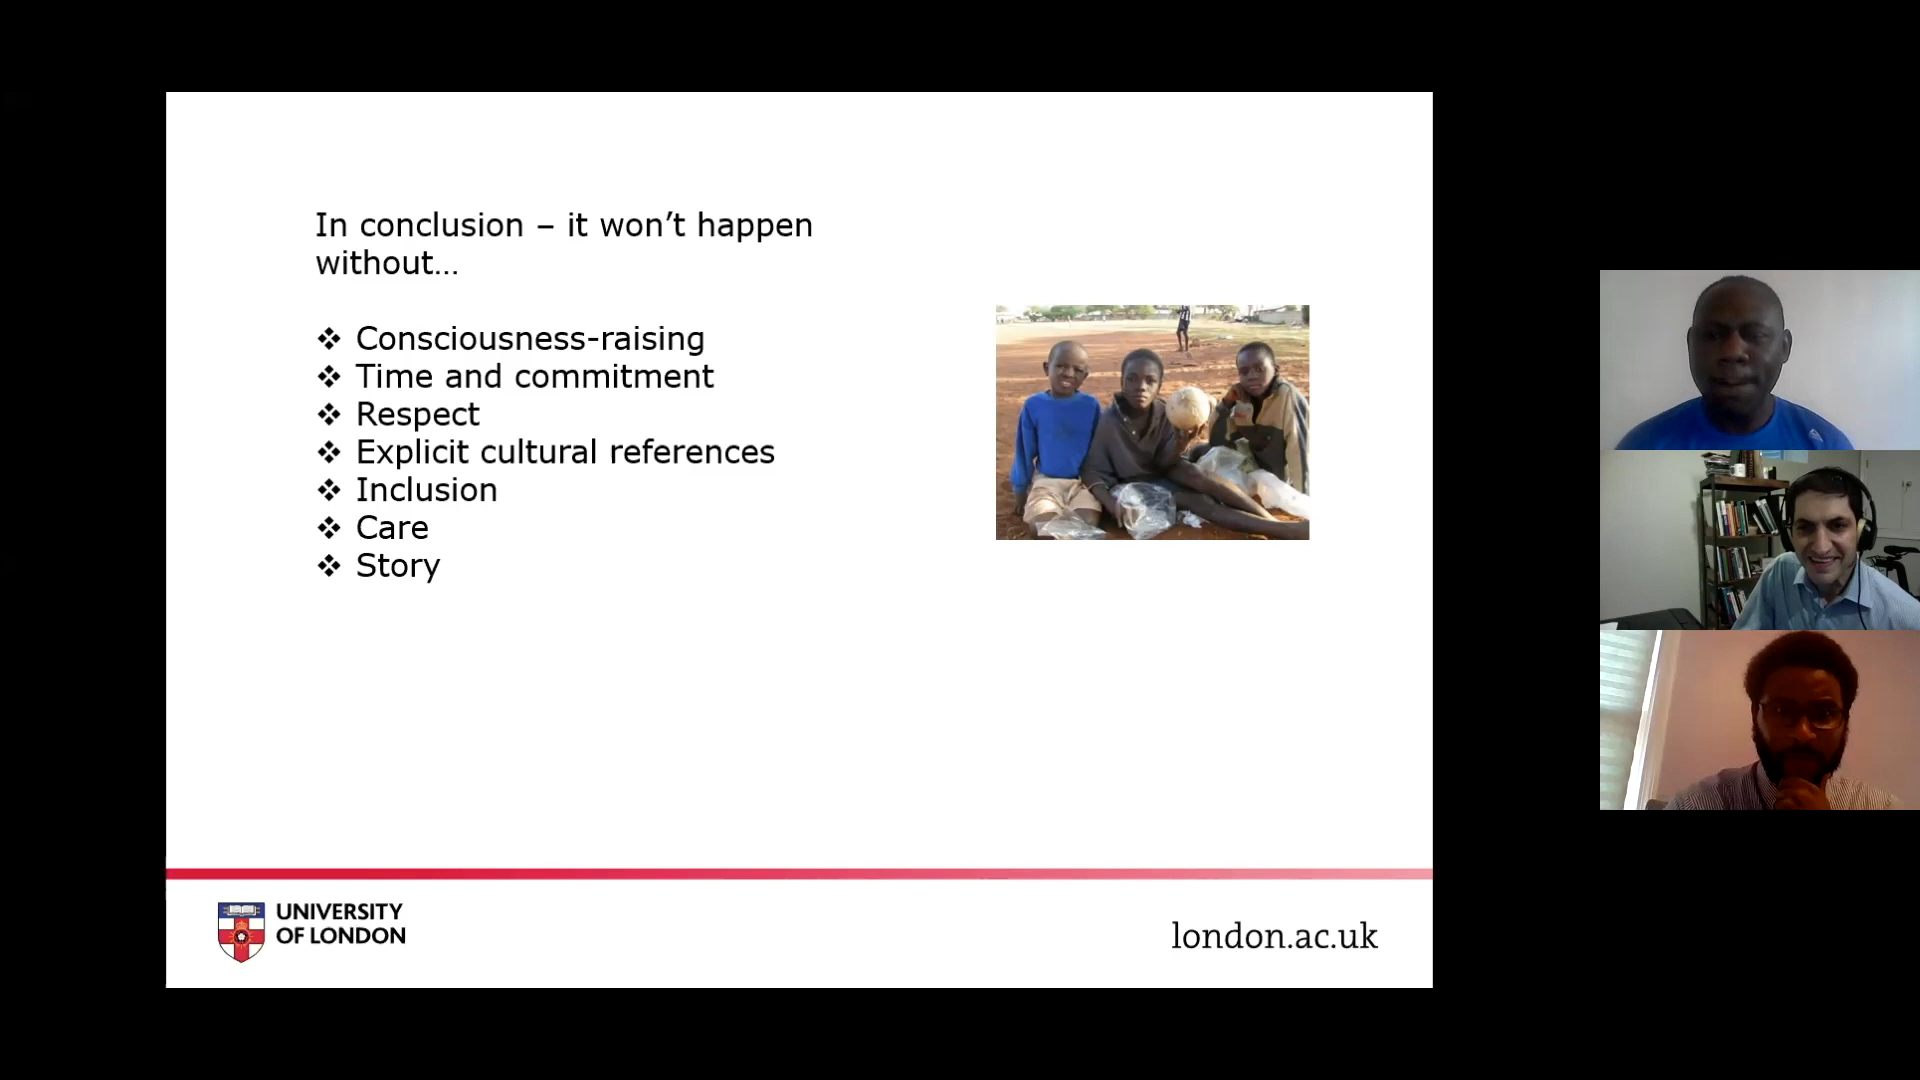 In conclusion – it won’t happen
without…
❖ Consciousness-raising
❖ Time and commitment
❖ Respect
❖ Explicit cultural references
❖ Inclusion
❖ Care
❖ Story
UNIVERSITY
OF LONDON
london.ac.uk